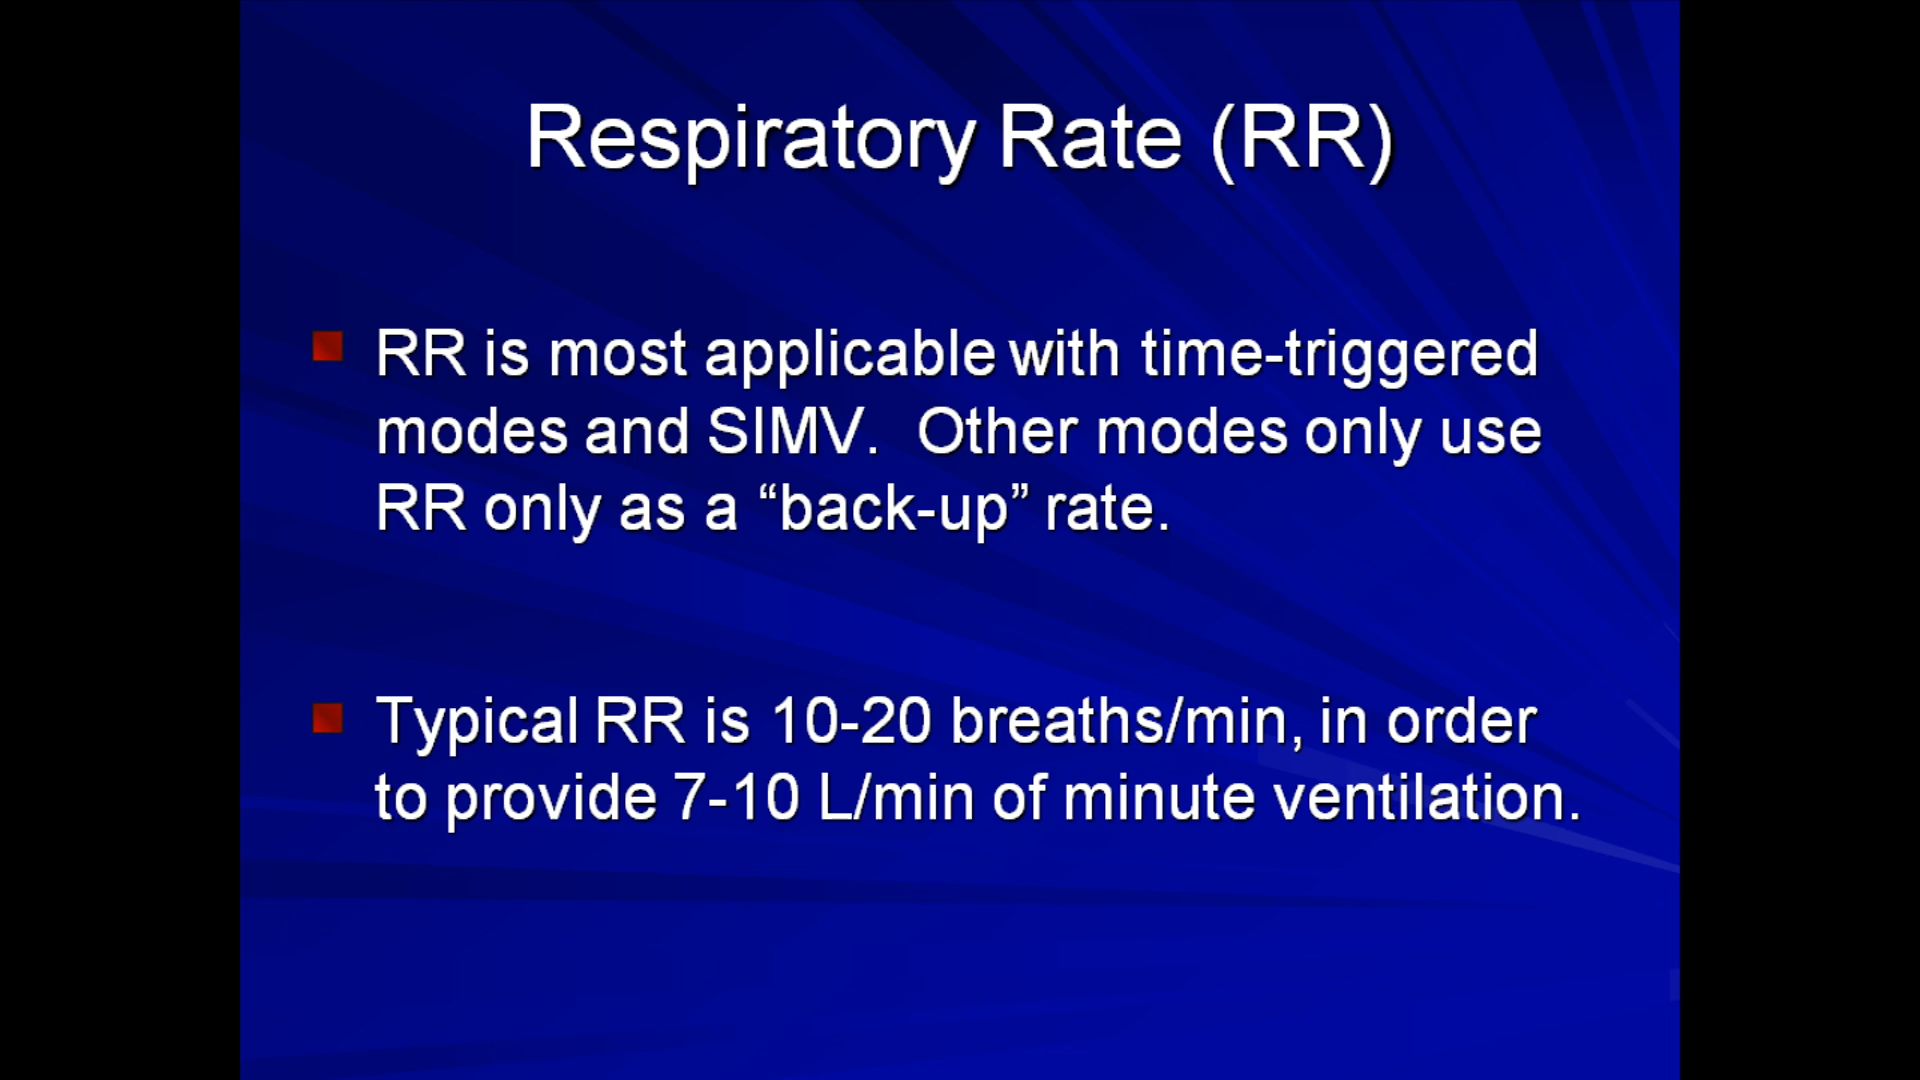 Respiratory Rate (RR)
RR is most applicable with time-triggered
modes and SIMV.  Other modes only use
RR only as a “back-up” rate.
Typical RR is 10-20 breaths/min, in order
to provide 7-10 L/min of minute ventilation.